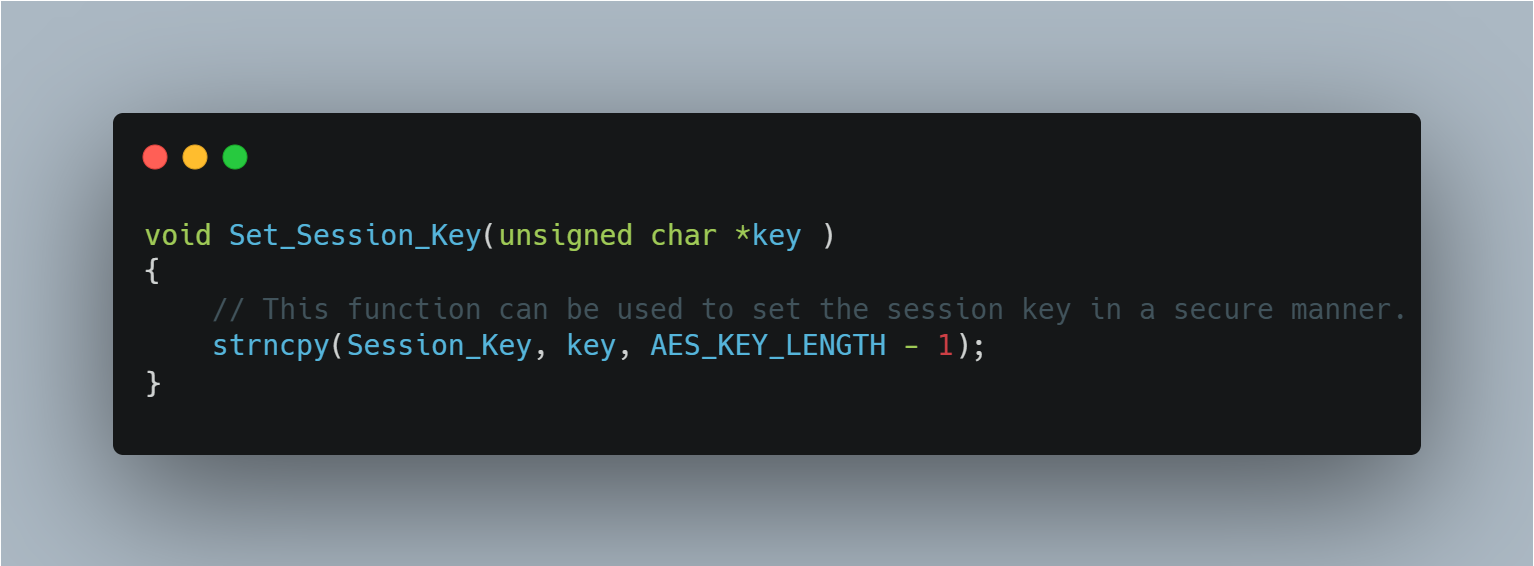 void Set_Session_Key(unsigned char *key )
{
    // This function can be used to set the session key in a secure manner.
    strncpy(Session_Key, key, AES_KEY_LENGTH - 1);
}